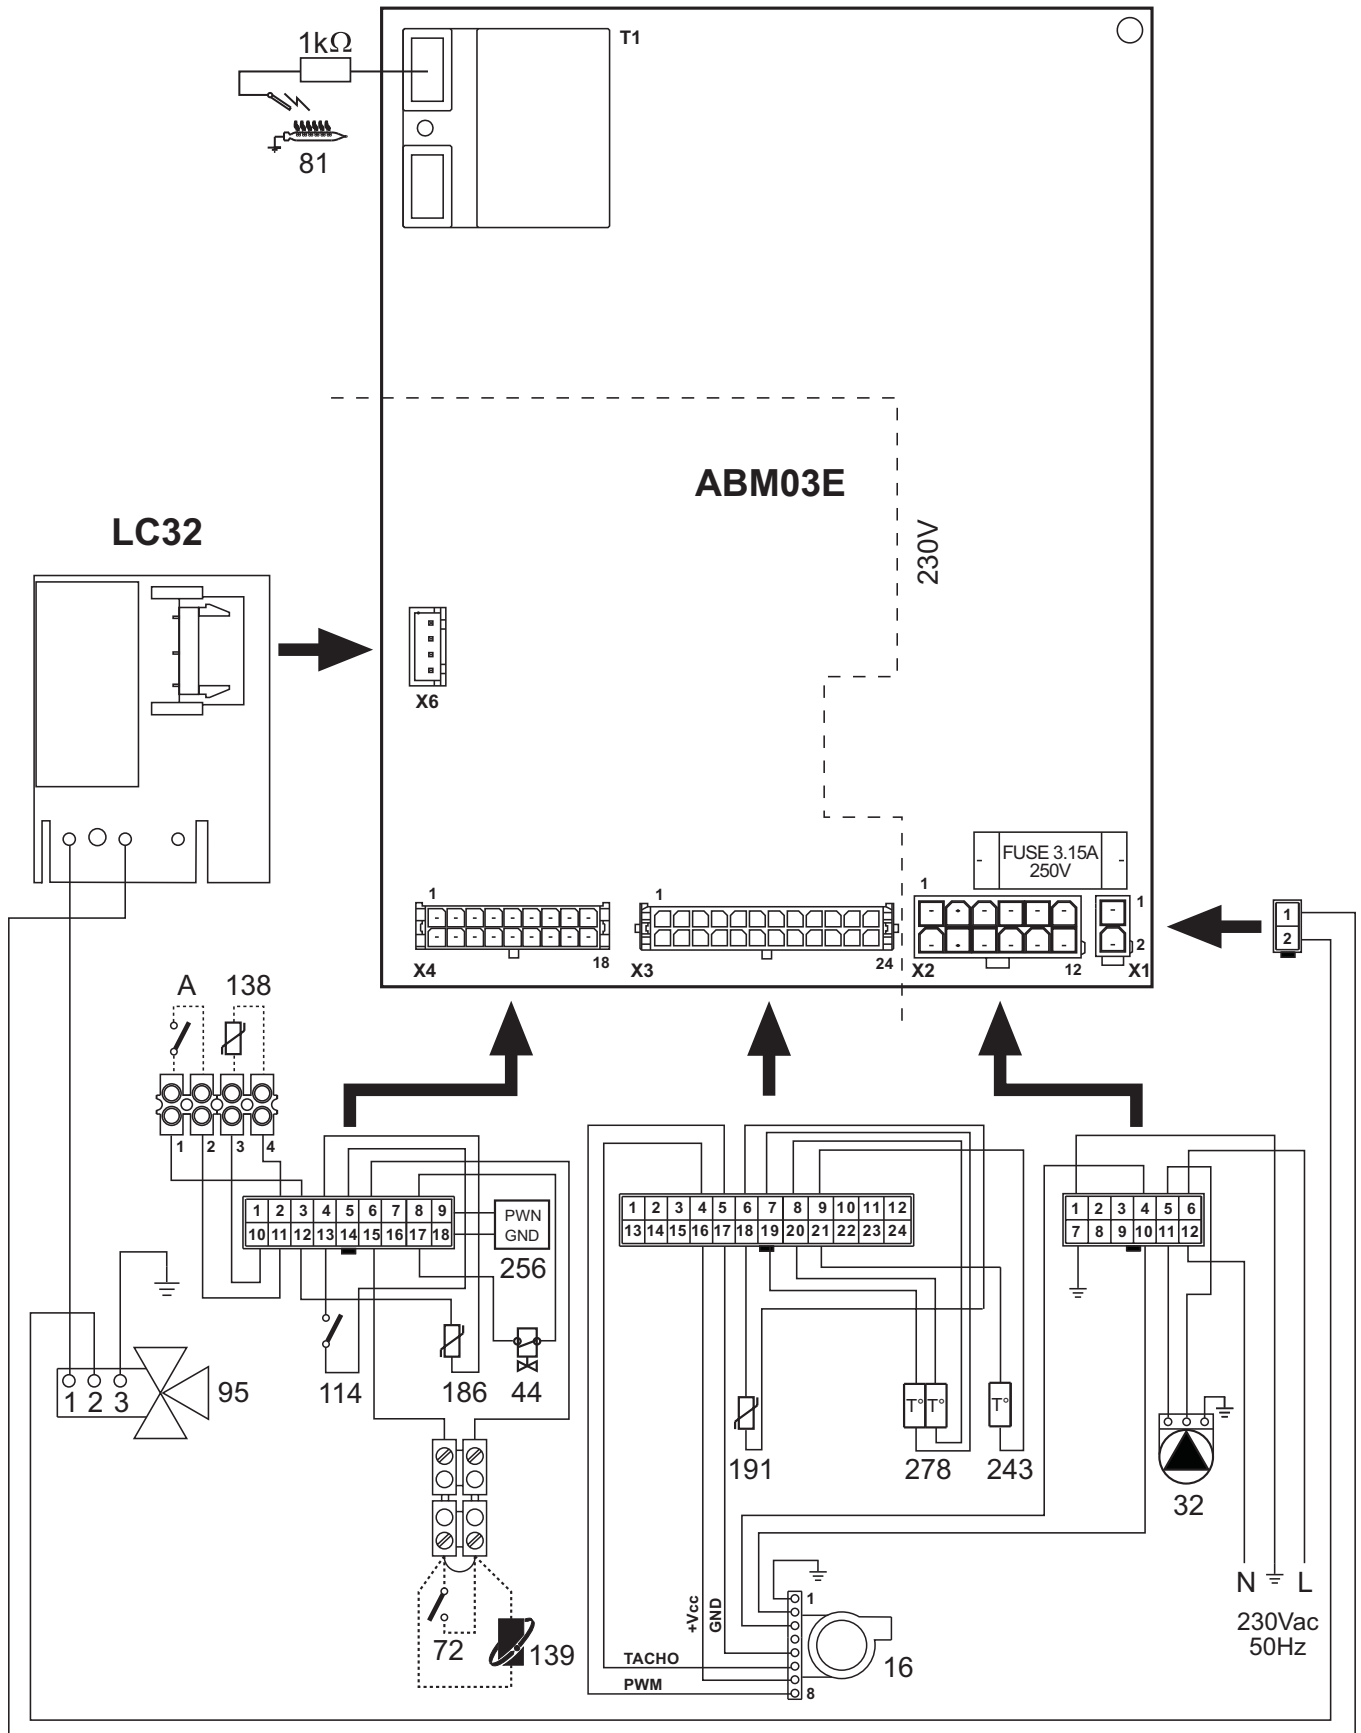 1kΩ
T1
81
ABM03E
230V
LC32
X6
FUSE 3.15A
250V
1
1
1
1
2
X4
18
X3
24
X2
12
X1
1
2
A
138
1
2
3
4
1 2 3 4 5 6 7 8 9
10 11 12 13 14 15 16 17 18
PWN
GND
256
1 2 3 4 5 6 7 8 9 10 11 12
13 14 15 16 17 18 19 20 21 22 23 24
1 2 3 4 5 6
7 8 9 10 11 12
1 2 3
95
114
186
44
191
278
T°
T°
243
T°
32
72
139
+Vcc
GND
TACHO
PWM
1
8
16
N
L
230Vac
50Hz